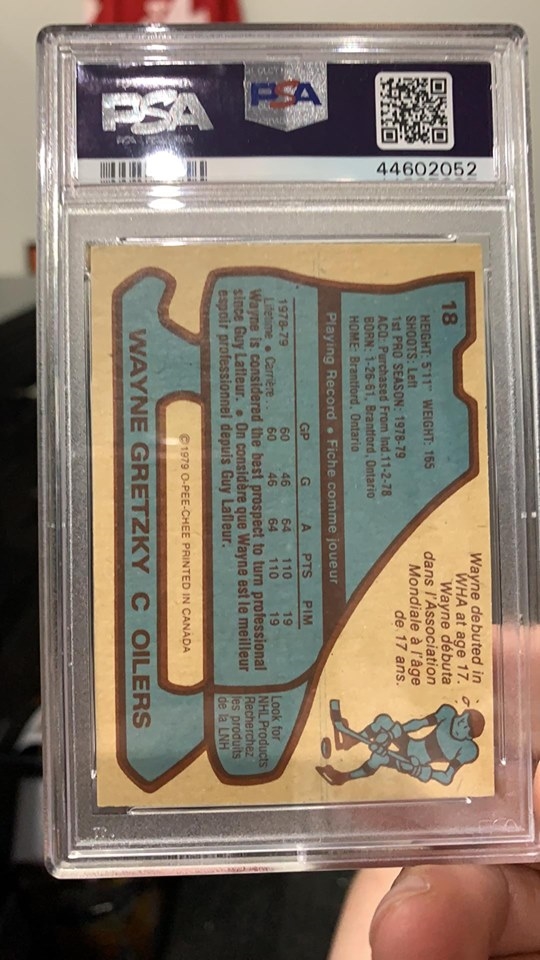 PSA
PSA
44602052
18
HEIGHT: 5'11" WEIGHT: 165
SHOOTS: Left
1st PRO SEASON: 1978-79
ACQ: Purchased From Ind. 11-2-78
BORN: 1-26-61, Brantford, Ontario
HOME: Brantford, Ontario
Wayne debuted in
WHA at age 17.
Wayne débuta
dans l'Association
Mondiale à l'âge
de 17 ans.
Playing Record • Fiche comme joueur
GP G A PTS PIM
1978-79 60 46 64 110 19
Lifetime • Carrière.. 60 46 64 110 19
Wayne is considered the best prospect to turn professional
since Guy Lafleur. • On considère que Wayne est le meilleur
espoir professionnel depuis Guy Lafleur.
Look for
NHL Products
Recherchez
les produits
de la LNH
© 1979 O-PEE-CHEE PRINTED IN CANADA
WAYNE GRETZKY C OILERS